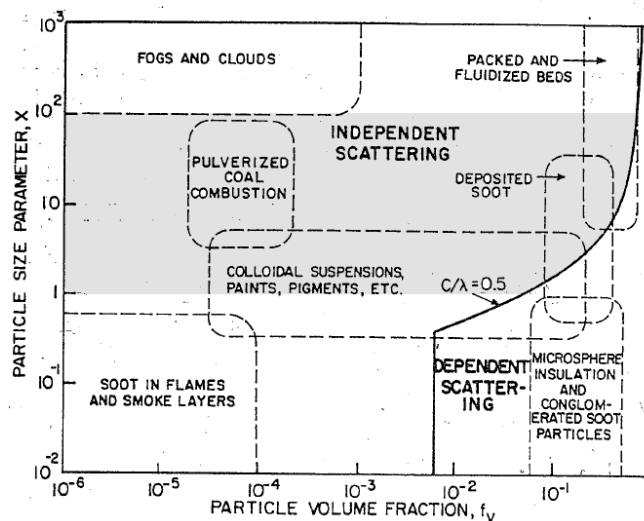 FOGS AND CLOUDS
PACKED AND
FLUIDIZED BEDS
INDEPENDENT
SCATTERING
PULVERIZED
COAL
COMBUSTION
DEPOSITED
SOOT
COLLOIDAL SUSPENSIONS,
PAINTS, PIGMENTS, ETC.
C/λ=0.5
SOOT IN FLAMES
AND SMOKE LAYERS
DEPENDENT
SCATTER-
ING
MICROSPHERE
INSULATION
AND
CONGLOM-
ERATED SOOT
PARTICLES
PARTICLE SIZE PARAMETER, X
10³
10²
10
1
10⁻¹
10⁻²
10⁻⁶
10⁻⁵
10⁻⁴
10⁻³
10⁻²
10⁻¹
PARTICLE VOLUME FRACTION, fᵥ